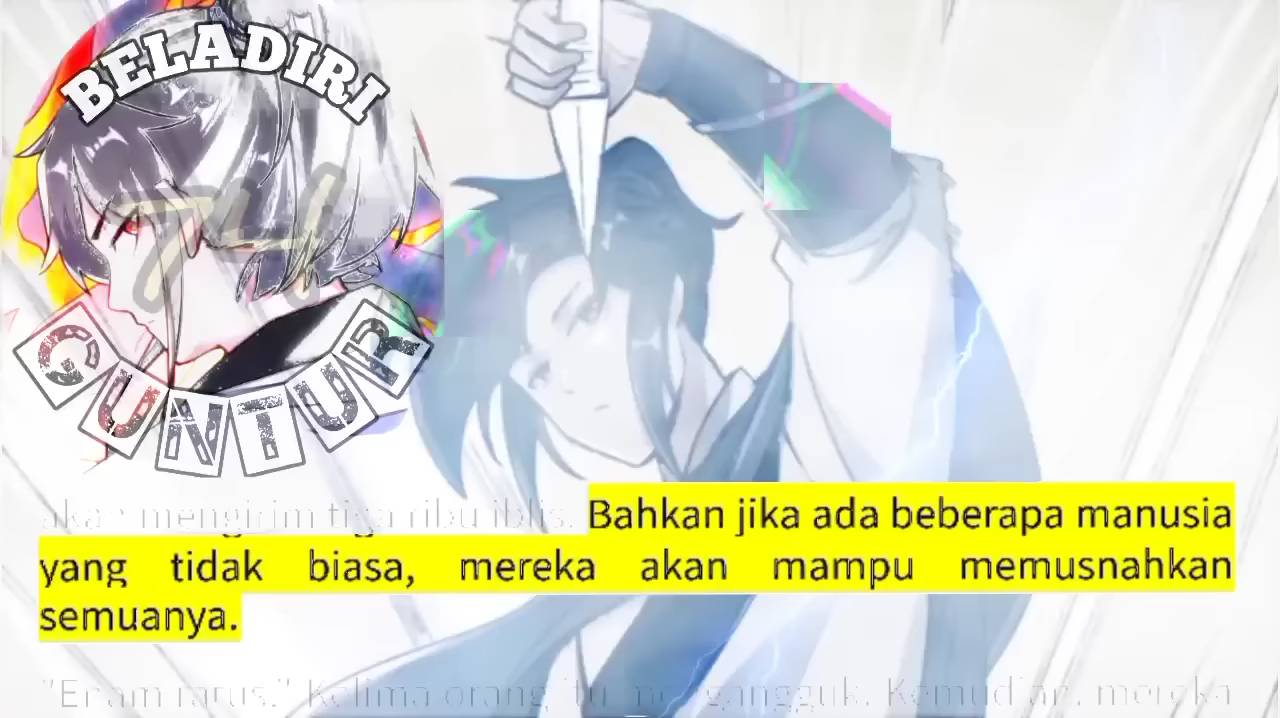 BELADIRI
GUNTUR
akan mengirim tiga ribu iblis. Bahkan jika ada beberapa manusia
yang tidak biasa, mereka akan mampu memusnahkan
semuanya.
"Enam ratus." Kelima orang itu mengangguk. Kemudian, mereka